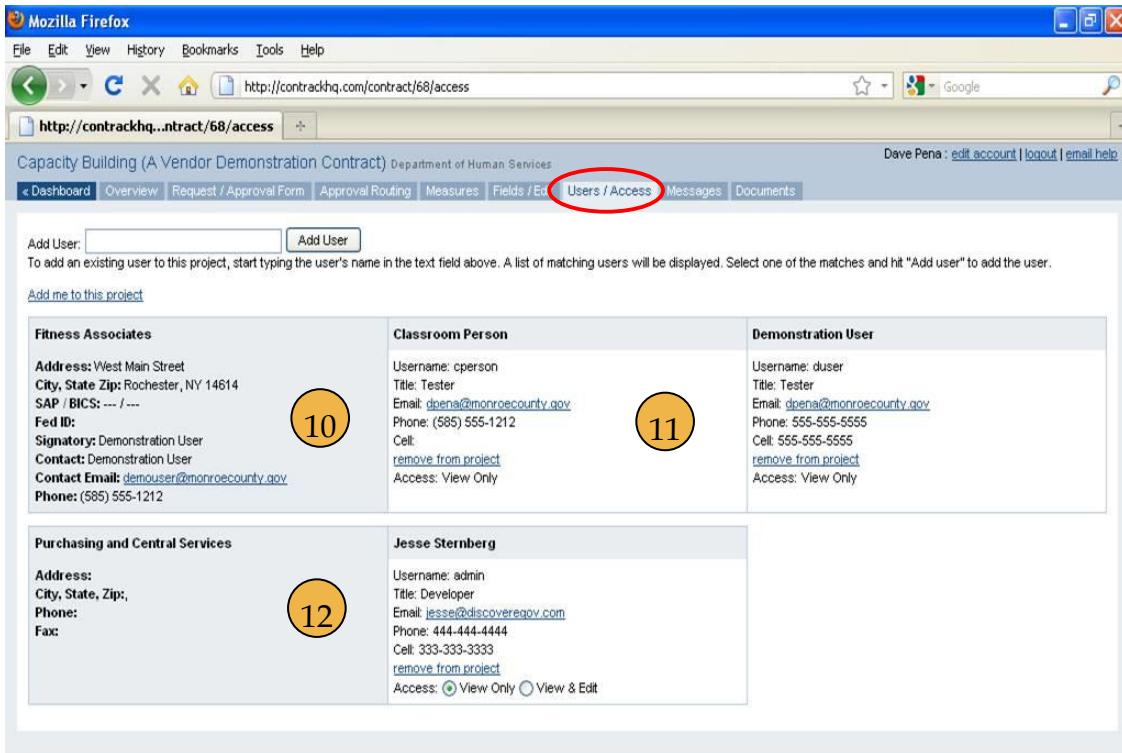 Mozilla Firefox
File Edit View History Bookmarks Tools Help
http://contrackhq.com/contract/68/access
Google
http://contrackhq...ntract/68/access
Capacity Building (A Vendor Demonstration Contract) Department of Human Services
Dave Pena : edit account | logout | email help
« Dashboard Overview Request / Approval Form Approval Routing Measures Fields / Ed Users / Access Messages Documents
Add User: Add User
To add an existing user to this project, start typing the user's name in the text field above. A list of matching users will be displayed. Select one of the matches and hit "Add user" to add the user.
Add me to this project
Fitness Associates
Address: West Main Street
City, State Zip: Rochester, NY 14614
SAP / BICS: --- / ---
Fed ID:
Signatory: Demonstration User
Contact: Demonstration User
Contact Email: demouser@monroecounty.gov
Phone: (585) 555-1212
10
Classroom Person
Username: cperson
Title: Tester
Email: dpena@monroecounty.gov
Phone: (585) 555-1212
Cell:
remove from project
Access: View Only
11
Demonstration User
Username: duser
Title: Tester
Email: dpena@monroecounty.gov
Phone: 555-555-5555
Cell: 555-555-5555
remove from project
Access: View Only
Purchasing and Central Services
Address:
City, State, Zip:,
Phone:
Fax:
12
Jesse Sternberg
Username: admin
Title: Developer
Email: jesse@discoveregov.com
Phone: 444-444-4444
Cell: 333-333-3333
remove from project
Access: View Only View & Edit